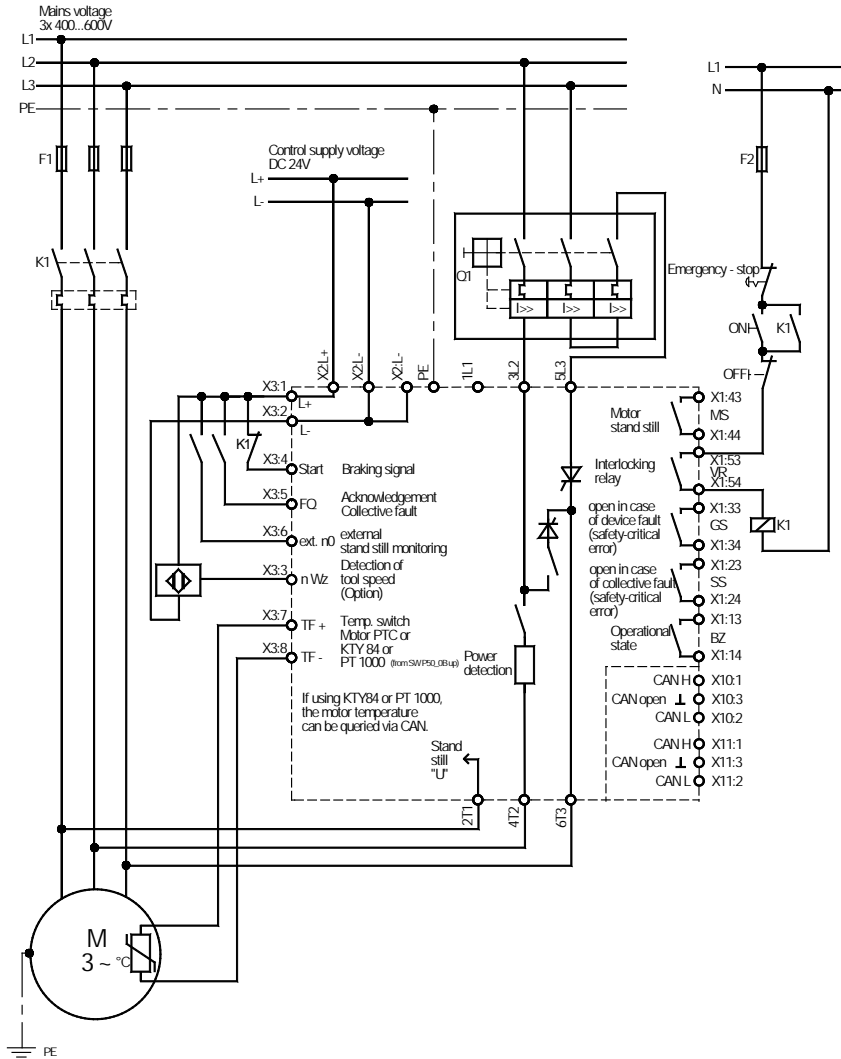 Mains voltage
3x 400...600V
L1
L2
L3
PE
L1
N
F1
F2
Control supply voltage
DC 24V
L+
L-
K1
Q1
I>> I>> I>>
Emergency - stop
ON
K1
OFF
X2:L+
X2:L-
X2:L-
PE
1L1
3L2
5L3
X3:1
L+
X3:2
L-
K1
X3:4
Start
Braking signal
X3:5
FQ
Acknowledgement
Collective fault
X3:6
ext. n0
external
stand still monitoring
X3:3
n Wz
Detection of
tool speed
(Option)
X3:7
TF +
Temp. switch
Motor PTC or
KTY 84 or
PT 1000 (from SW P50_0B up)
X3:8
TF -
If using KTY84 or PT 1000,
the motor temperature
can be queried via CAN.
Power
detection
Stand
still
"U"
2T1
4T2
6T3
Motor
stand still
X1:43
MS
X1:44
Interlocking
relay
X1:53
VR
X1:54
open in case
of device fault
(safety-critical
error)
X1:33
GS
X1:34
K1
open in case
of collective fault
(safety-critical
error)
X1:23
SS
X1:24
Operational
state
X1:13
BZ
X1:14
CAN H X10:1
CAN open ⊥ X10:3
CAN L X10:2
CAN H X11:1
CAN open ⊥ X11:3
CAN L X11:2
M
3 ~ °C
PE